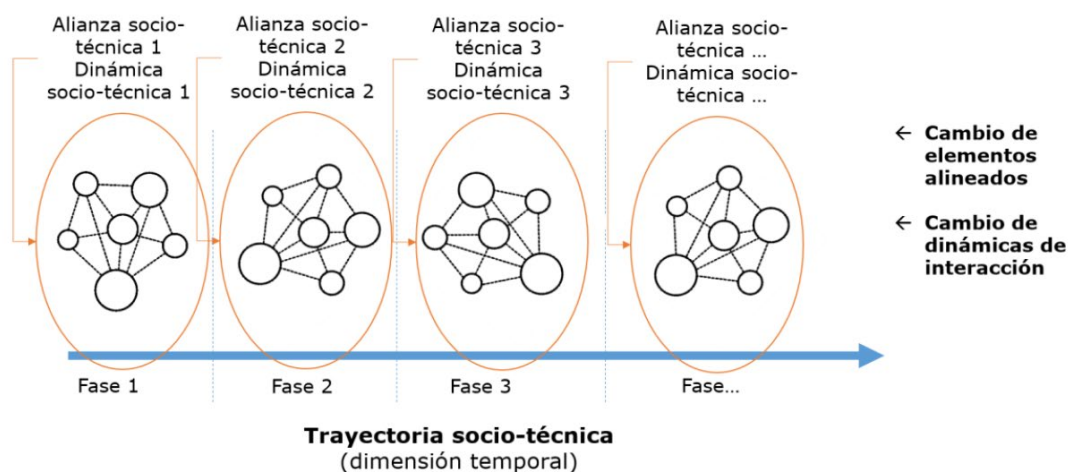 Alianza socio-
técnica 1
Dinámica
socio-técnica 1
Alianza socio-
técnica 2
Dinámica
socio-técnica 2
Alianza socio-
técnica 3
Dinámica
socio-técnica 3
Alianza socio-
técnica ...
Dinámica socio-
técnica ...
← Cambio de
elementos
alineados
← Cambio de
dinámicas de
interacción
Fase 1
Fase 2
Fase 3
Fase...
Trayectoria socio-técnica
(dimensión temporal)